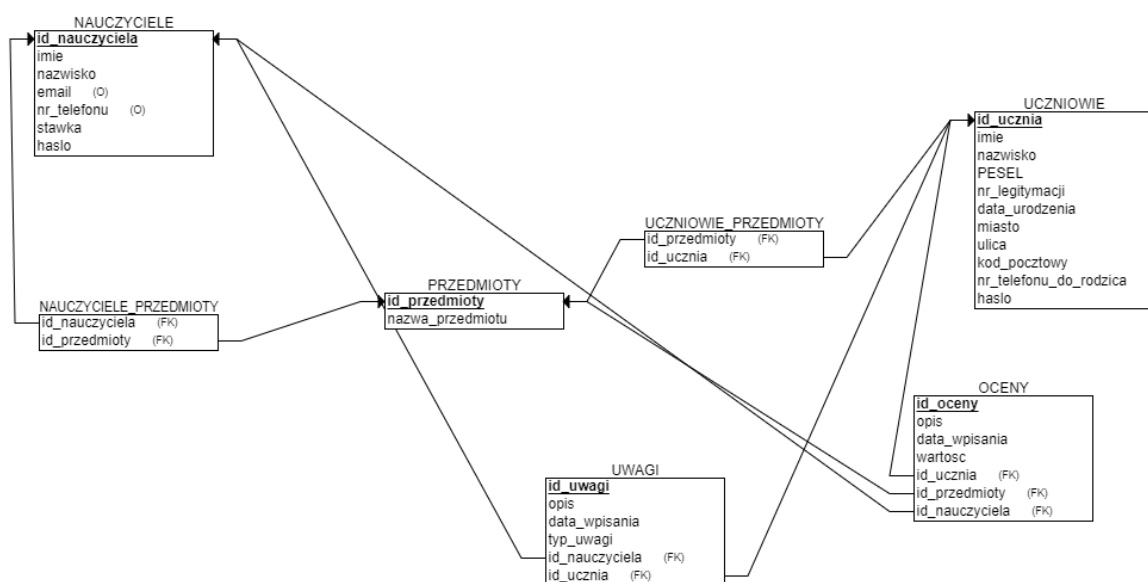 NAUCZYCIELE
id_nauczyciela
imie
nazwisko
email (O)
nr_telefonu (O)
stawka
haslo
UCZNIOWIE
id_ucznia
imie
nazwisko
PESEL
nr_legitymacji
data_urodzenia
miasto
ulica
kod_pocztowy
nr_telefonu_do_rodzica
haslo
UCZNIOWIE_PRZEDMIOTY
id_przedmioty (FK)
id_ucznia (FK)
PRZEDMIOTY
id_przedmioty
nazwa_przedmiotu
NAUCZYCIELE_PRZEDMIOTY
id_nauczyciela (FK)
id_przedmioty (FK)
OCENY
id_oceny
opis
data_wpisania
wartosc
id_ucznia (FK)
id_przedmioty (FK)
id_nauczyciela (FK)
UWAGI
id_uwagi
opis
data_wpisania
typ_uwagi
id_nauczyciela (FK)
id_ucznia (FK)